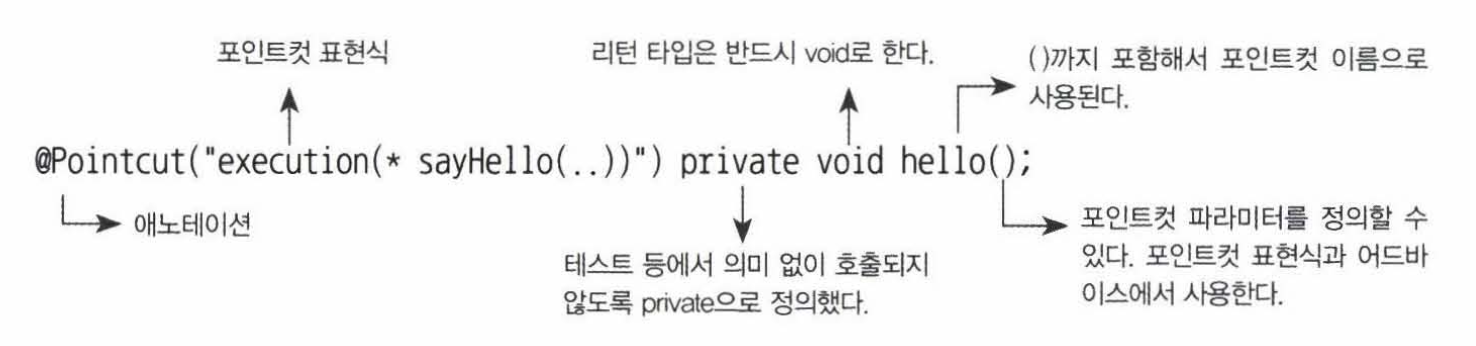 포인트컷 표현식
리턴 타입은 반드시 void로 한다.
( )까지 포함해서 포인트컷 이름으로
사용된다.
@Pointcut("execution(* sayHello(..))") private void hello();
애노테이션
테스트 등에서 의미 없이 호출되지
않도록 private으로 정의했다.
포인트컷 파라미터를 정의할 수
있다. 포인트컷 표현식과 어드바
이스에서 사용한다.